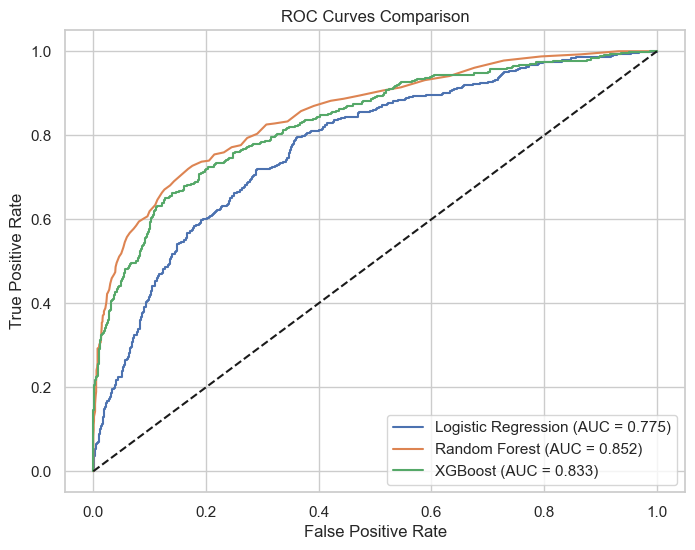 ROC Curves Comparison
True Positive Rate
1.0
0.8
0.6
0.4
0.2
0.0
Logistic Regression (AUC = 0.775)
Random Forest (AUC = 0.852)
XGBoost (AUC = 0.833)
0.0 0.2 0.4 0.6 0.8 1.0
False Positive Rate